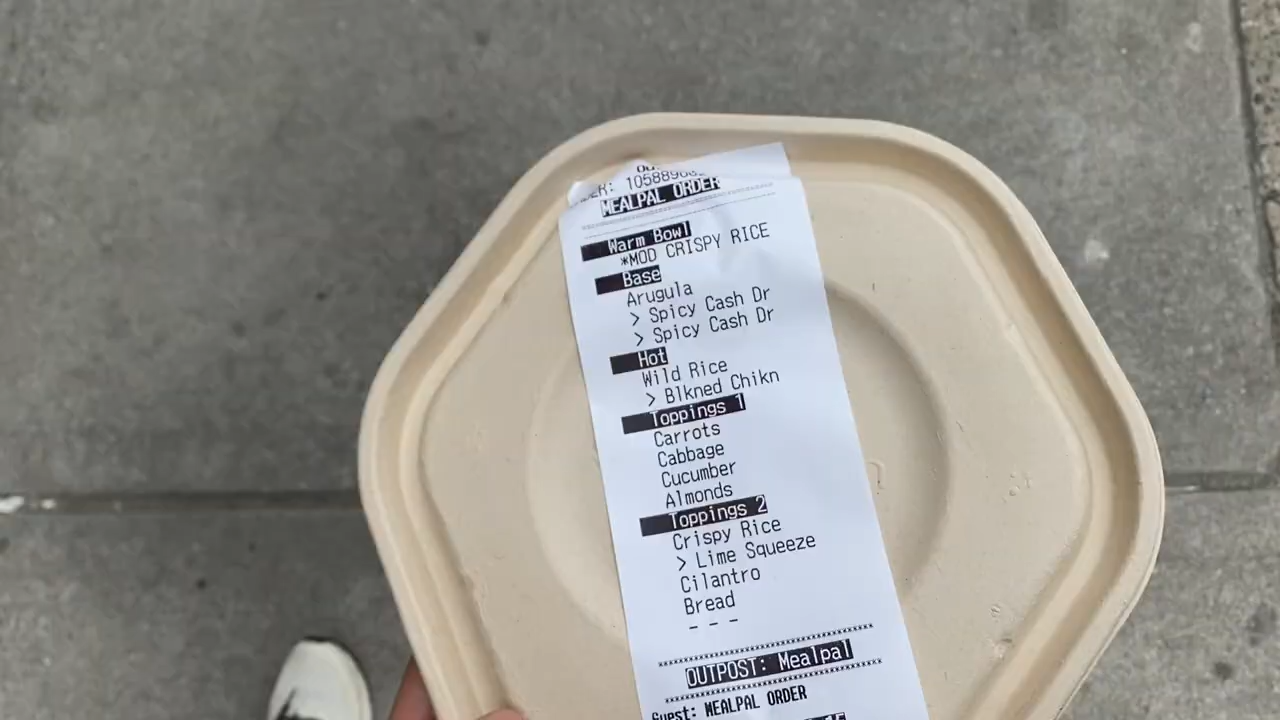 MEALPAL ORDER
Warm Bowl
*MOD CRISPY RICE
Base
Arugula
> Spicy Cash Dr
> Spicy Cash Dr
Hot
Wild Rice
> Blkned Chikn
Toppings 1
Carrots
Cabbage
Cucumber
Almonds
Toppings 2
Crispy Rice
> Lime Squeeze
Cilantro
Bread
- - -
OUTPOST: Mealpal
Guest: MEALPAL ORDER